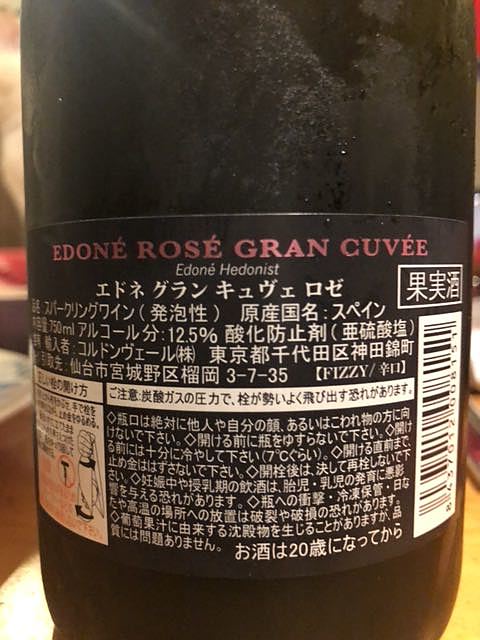 EDONÉ ROSÉ GRAN CUVÉE
Edoné Hedonist
エドネ グラン キュヴェ ロゼ
果実酒
スパークリングワイン(発泡性) 原産国名:スペイン
750ml アルコール分:12.5% 酸化防止剤(亜硫酸塩)
輸入者:コルドンヴェール(株) 東京都千代田区神田錦町
引取先:仙台市宮城野区榴岡 3-7-35 【FIZZY/辛口】
正しい栓の開け方
ご注意:炭酸ガスの圧力で、栓が勢いよく飛び出す恐れがあります。
◇瓶口は絶対に他人や自分の顔、あるいはこわれ物の方に向
けないで下さい。◇開ける前に瓶をゆすらないで下さい。◇開け
る前には十分に冷やして下さい(7℃ぐらい)。◇開ける直前まで、
止め金ははずさないで下さい。◇開栓後は、決して再栓しないで下
さい。◇妊娠中や授乳期の飲酒は、胎児・乳児の発育に悪影
響を与える恐れがあります。◇瓶への衝撃・冷凍保管・日な
たや高温の場所への放置は破裂や破損の恐れがあります。
◇葡萄果汁に由来する沈殿物を生じることがありますが、品
質には問題ありません。 お酒は20歳になってから